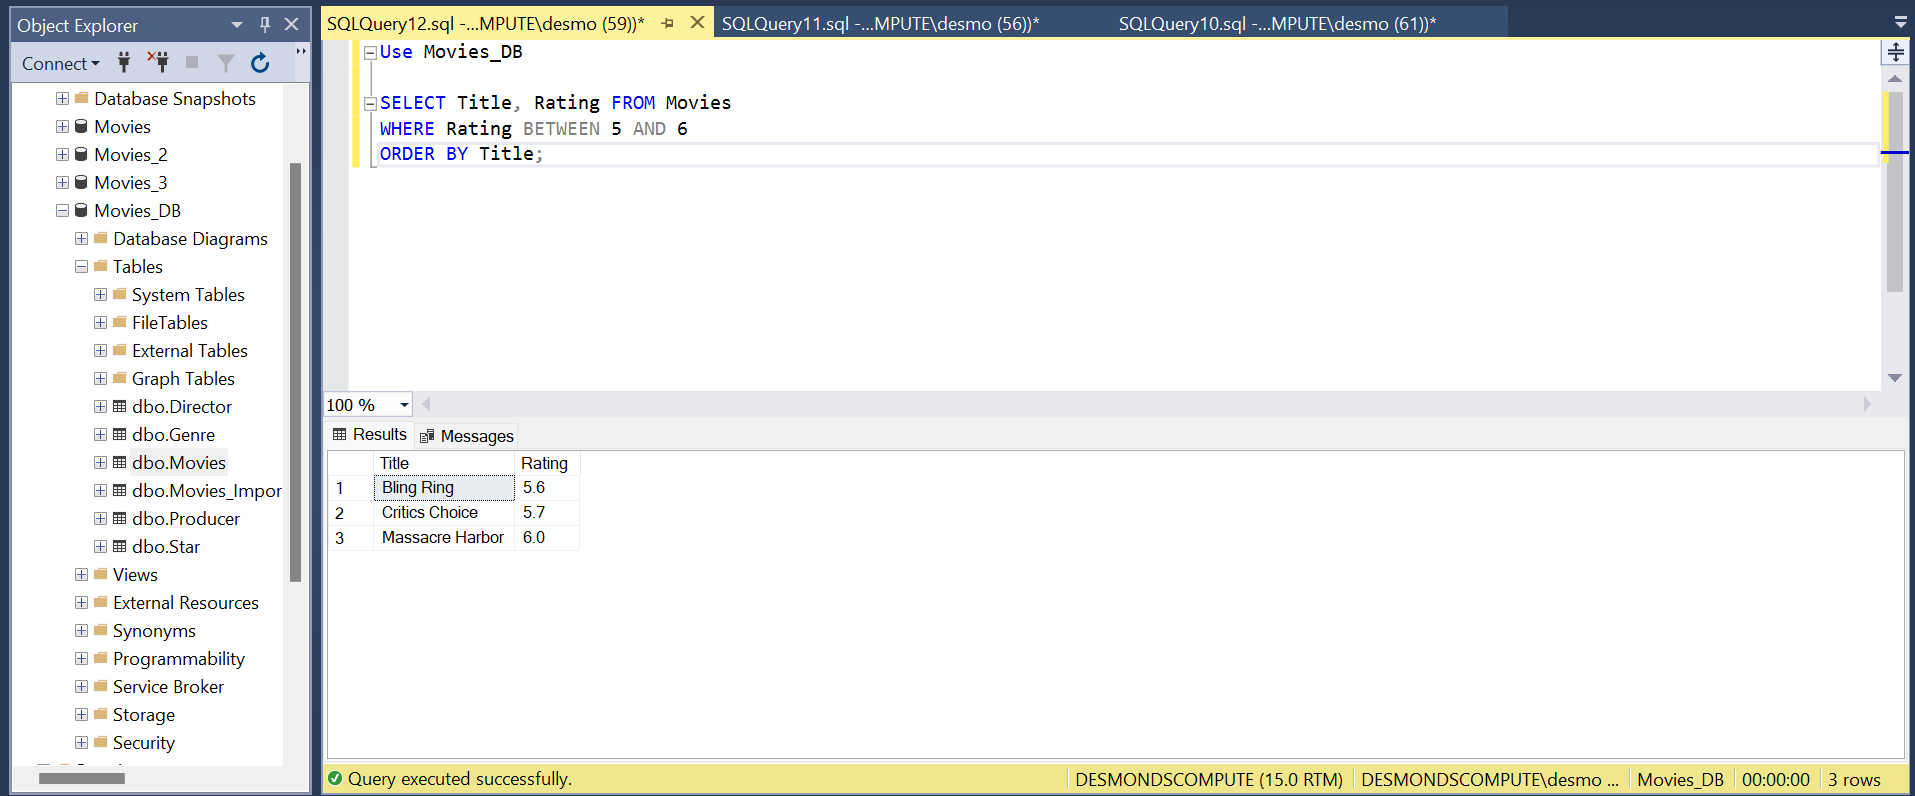 Object Explorer
Connect
Database Snapshots
Movies
Movies_2
Movies_3
Movies_DB
Database Diagrams
Tables
System Tables
FileTables
External Tables
Graph Tables
dbo.Director
dbo.Genre
dbo.Movies
dbo.Movies_Impor
dbo.Producer
dbo.Star
Views
External Resources
Synonyms
Programmability
Service Broker
Storage
Security
SQLQuery12.sql -...MPUTE\desmo (59))* SQLQuery11.sql -...MPUTE\desmo (56))* SQLQuery10.sql -...MPUTE\desmo (61))*
Use Movies_DB
SELECT Title, Rating FROM Movies
WHERE Rating BETWEEN 5 AND 6
ORDER BY Title;
100 %
Results Messages
Title Rating
1 Bling Ring 5.6
2 Critics Choice 5.7
3 Massacre Harbor 6.0
Query executed successfully. DESMONDSCOMPUTE (15.0 RTM) DESMONDSCOMPUTE\desmo ... Movies_DB 00:00:00 3 rows